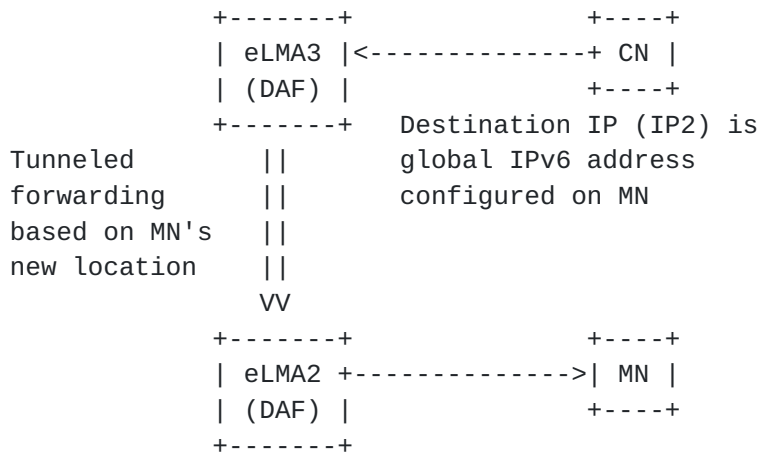 +-------+                +----+
| eLMA3 |<--------------+ CN |
| (DAF) |                +----+
+-------+   Destination IP (IP2) is
Tunneled        ||       global IPv6 address
forwarding      ||       configured on MN
based on MN's   ||
new location    ||
VV
+-------+                +----+
| eLMA2 +-------------->| MN |
| (DAF) |                +----+
+-------+